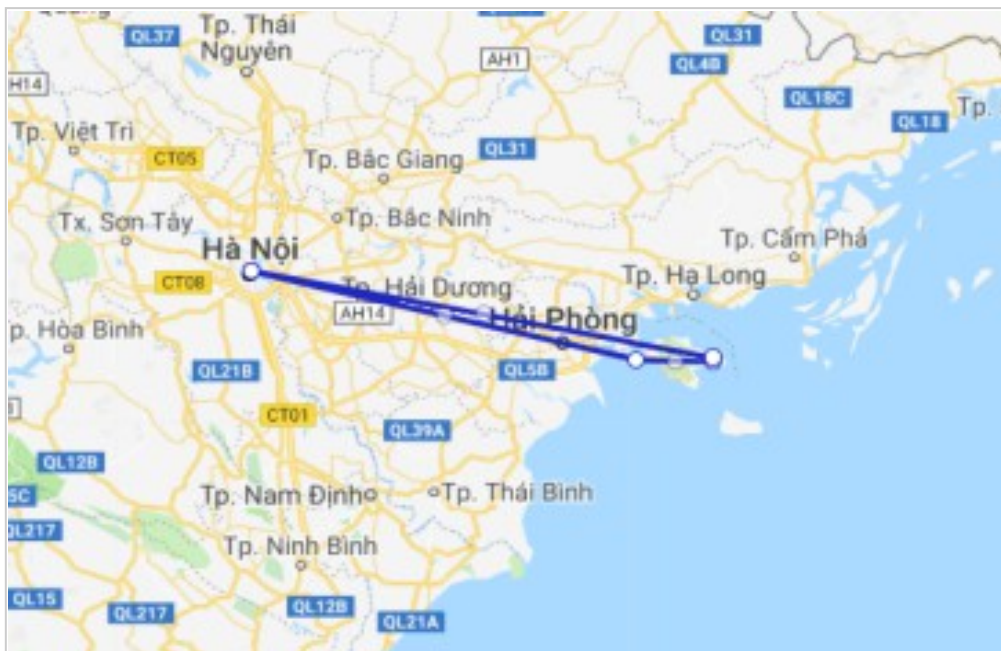 QL37
Tp. Thái
Nguyên
AH1
QL31
QL4B
QL18C
QL18
Tp.
AH14
Tp. Việt Trì
CT05
Tp. Bắc Giang
QL31
Tx. Sơn Tây
Tp. Bắc Ninh
Hà Nội
Tp. Cẩm Phả
CT08
Tp. Hải Dương
Tp. Hạ Long
AH14
Hải Phòng
p. Hòa Bình
QL21B
QL5B
CT01
QL39A
QL12B
5C
Tp. Nam Định
Tp. Thái Bình
QL217
Tp. Ninh Bình
QL15
QL217
QL12B
QL21A